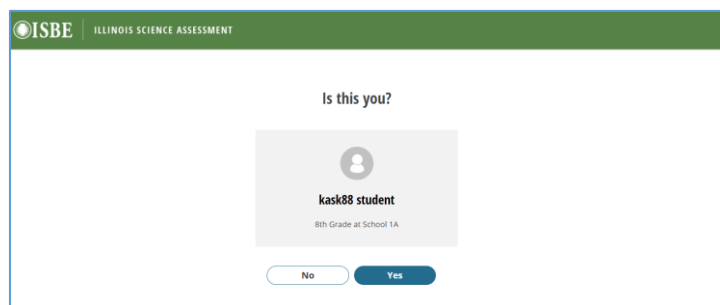 ISBE ILLINOIS SCIENCE ASSESSMENT
Is this you?
kask88 student
8th Grade at School 1A
No Yes